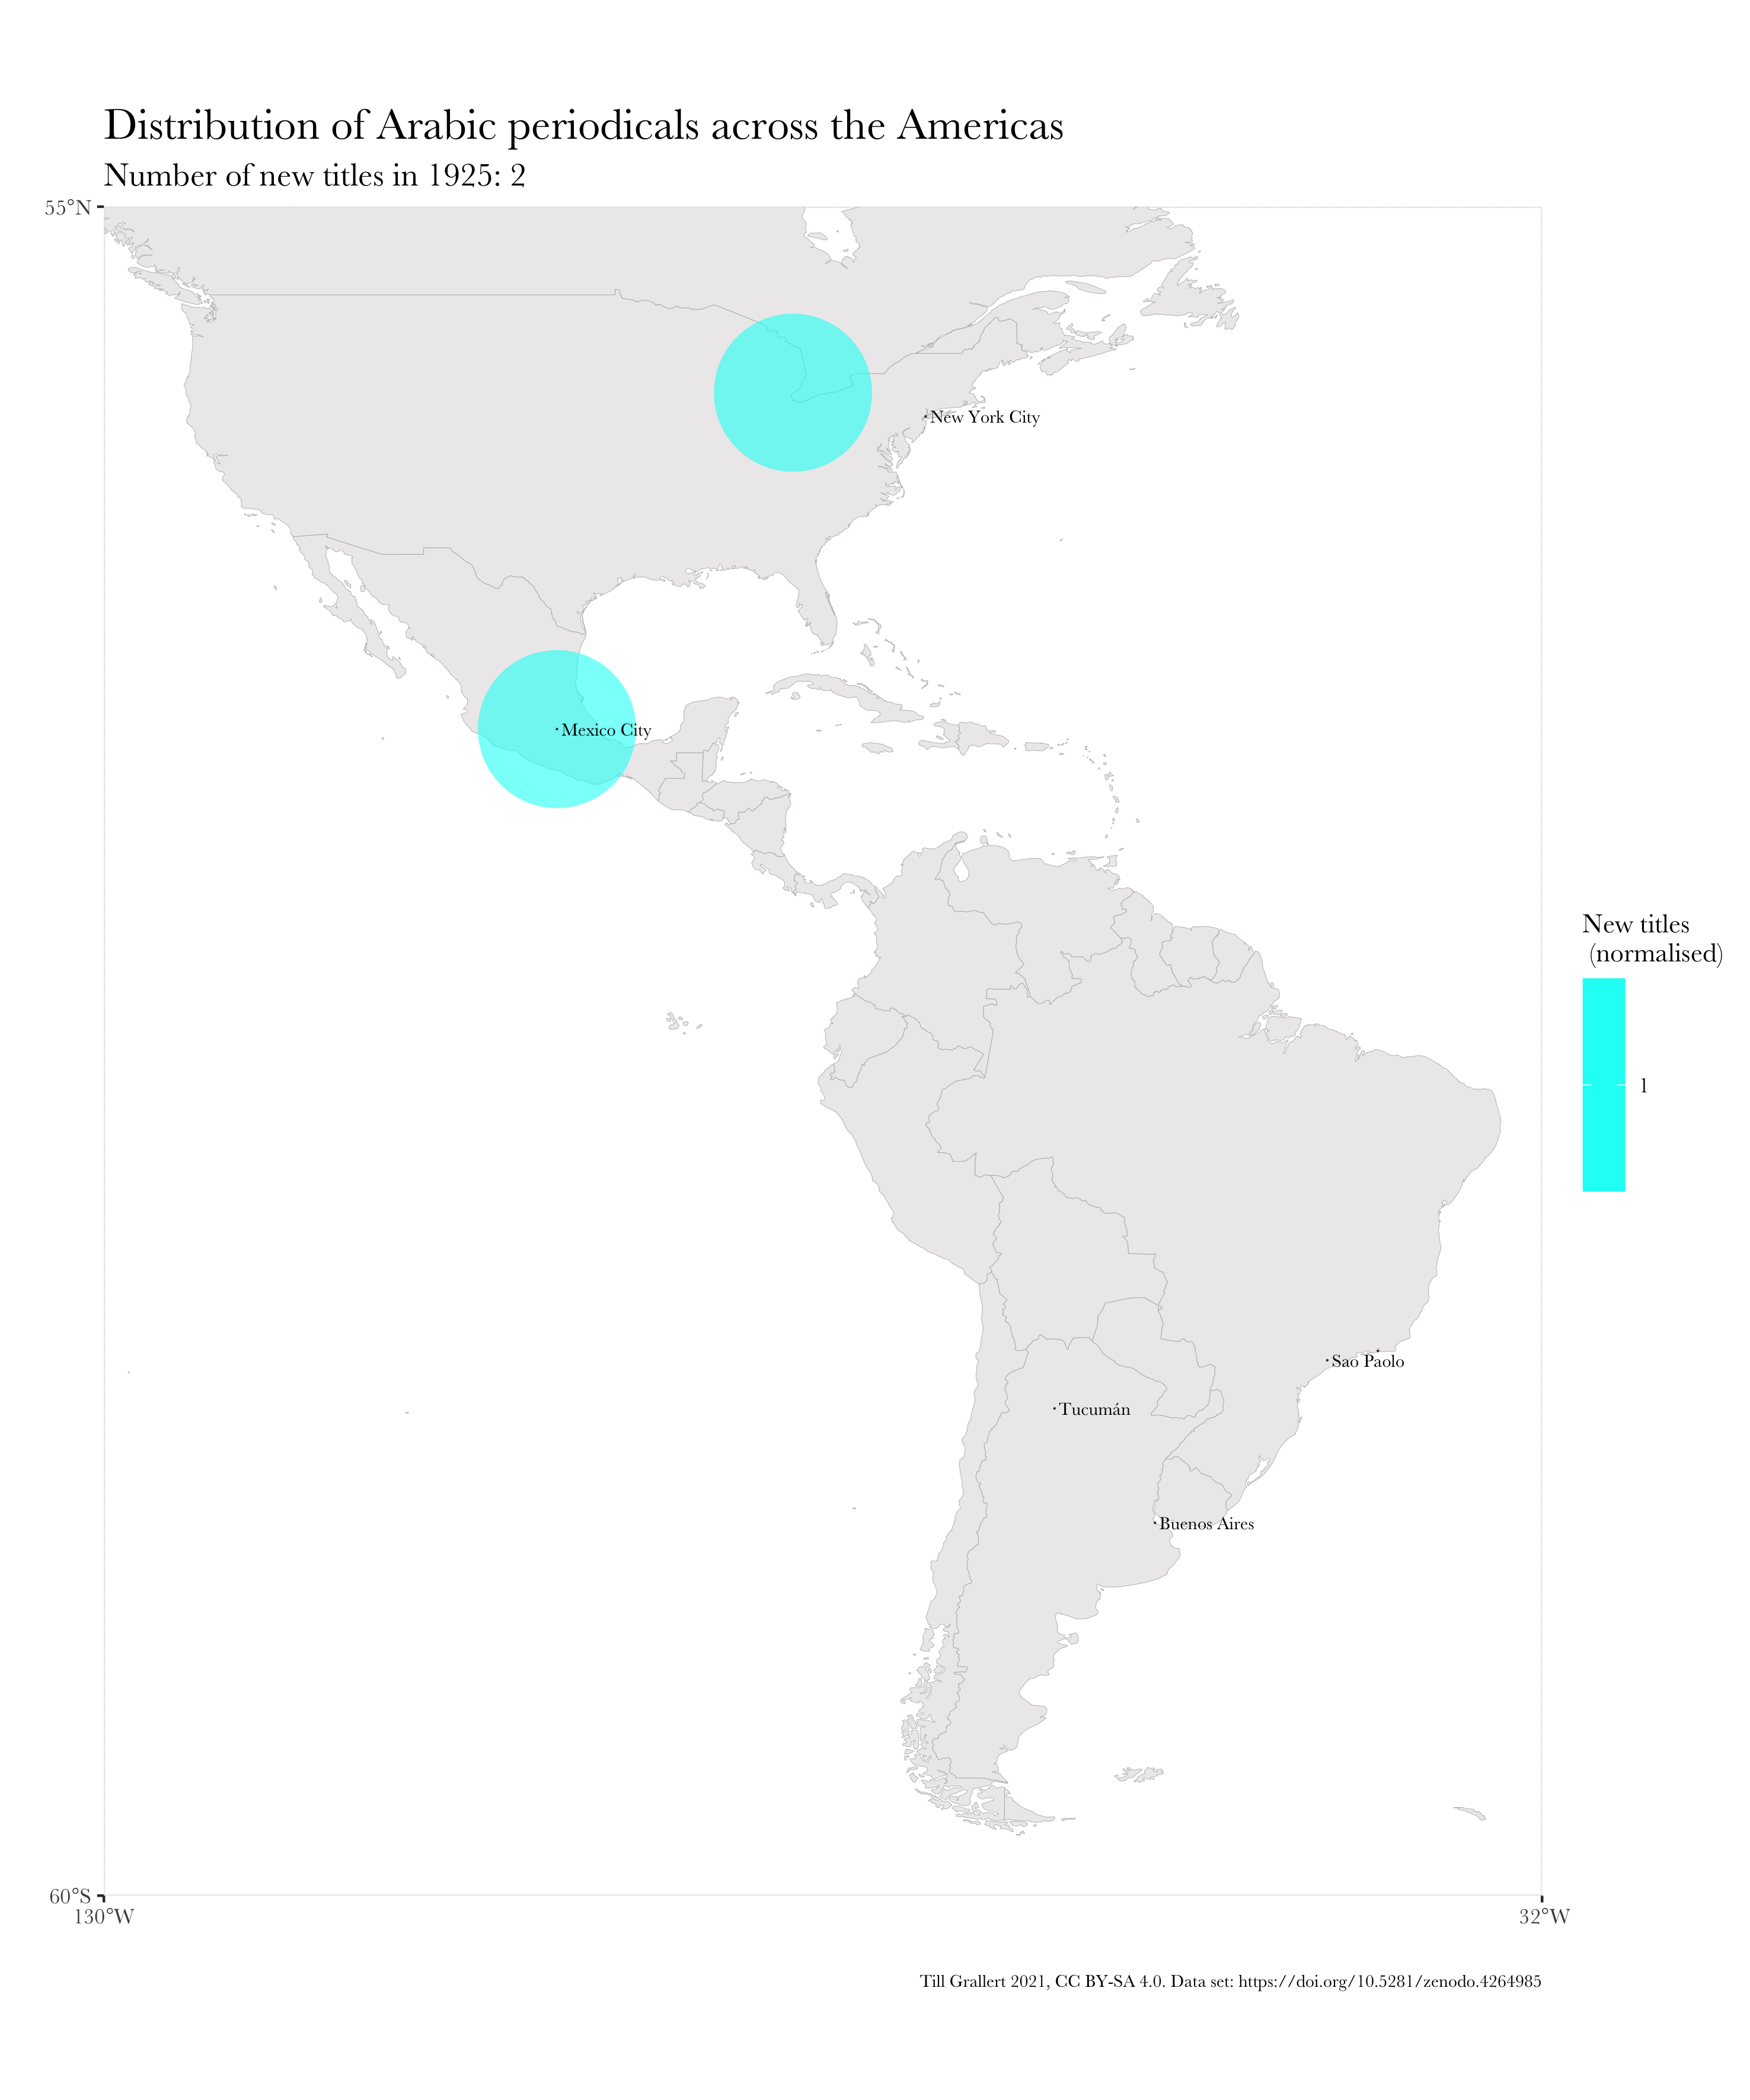 Distribution of Arabic periodicals across the Americas
Number of new titles in 1925: 2
55°N
New York City
Mexico City
New titles
(normalised)
1
Sao Paolo
Tucumán
Buenos Aires
60°S
130°W
32°W
Till Grallert 2021, CC BY-SA 4.0. Data set: https://doi.org/10.5281/zenodo.4264985